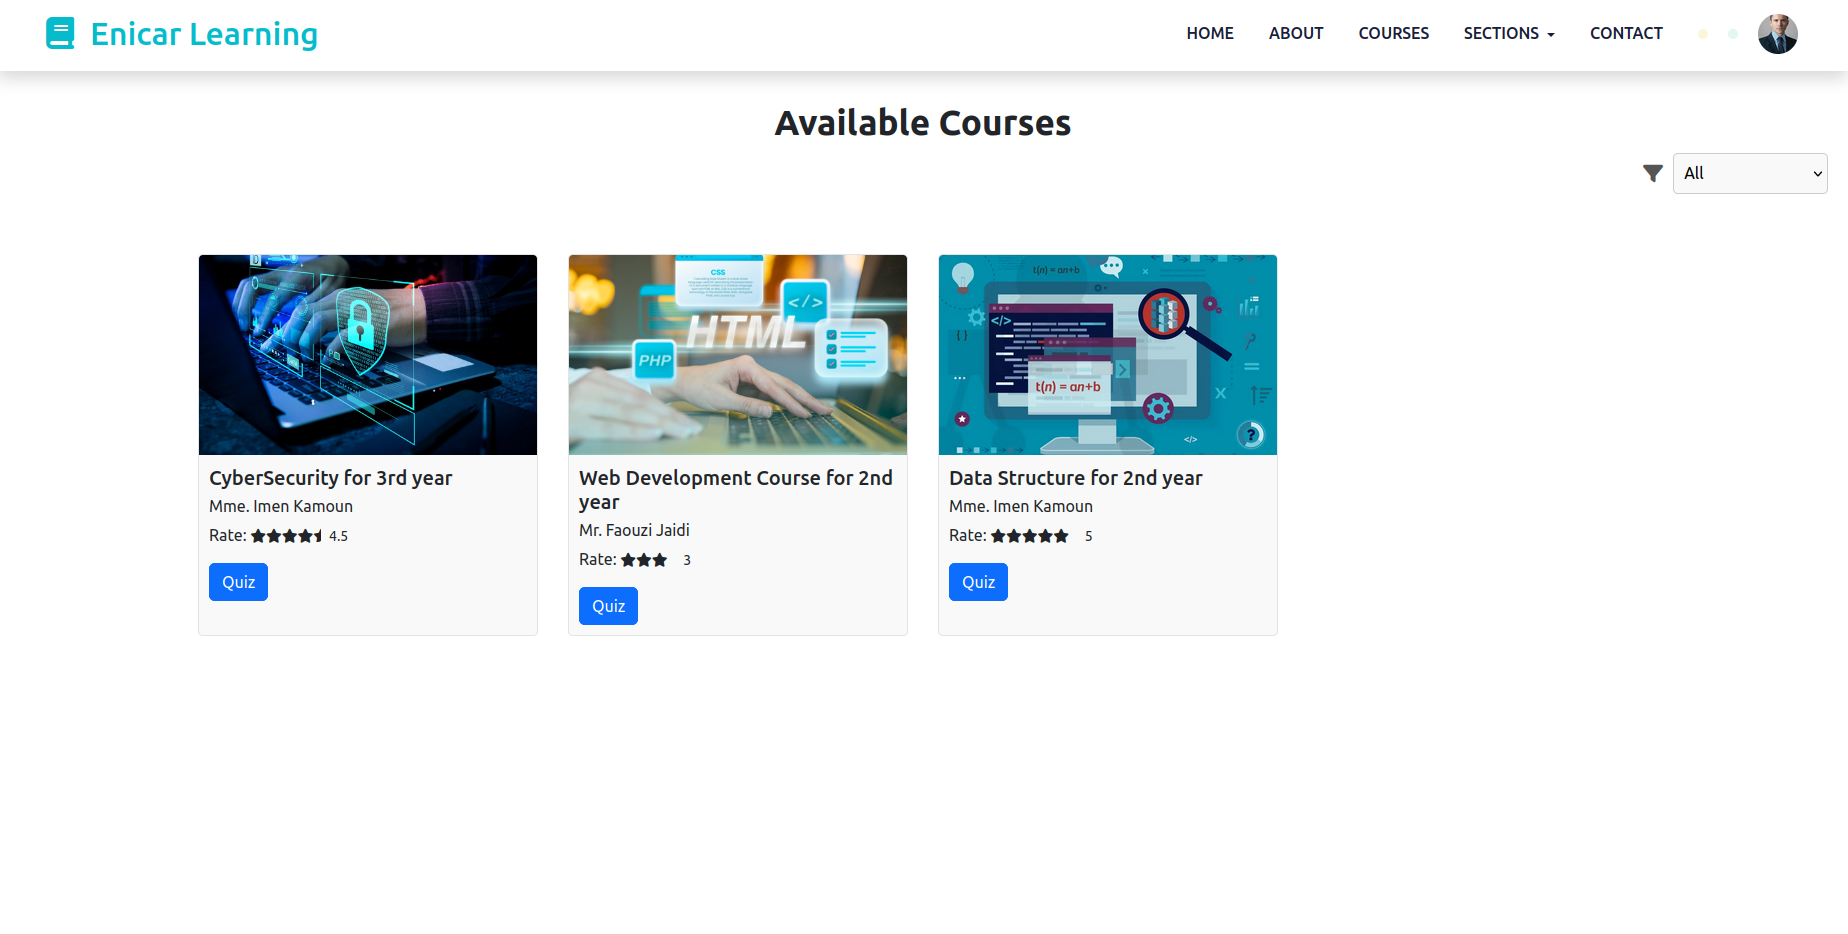 Enicar Learning
HOME
ABOUT
COURSES
SECTIONS
CONTACT
Available Courses
All
CyberSecurity for 3rd year
Mme. Imen Kamoun
Rate: 4.5
Quiz
CSS
</>
HTML
PHP
Web Development Course for 2nd
year
Mr. Faouzi Jaidi
Rate: 3
Quiz
t(n) = an+b
</>
{ }
t(n) = an+b
</>
?
Data Structure for 2nd year
Mme. Imen Kamoun
Rate: 5
Quiz